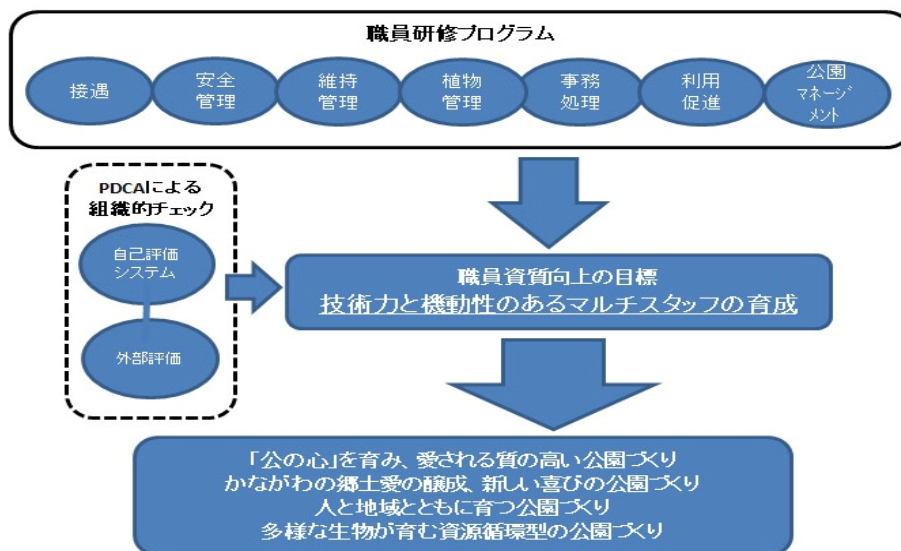 職員研修プログラム
接遇
安全
管理
維持
管理
植物
管理
事務
処理
利用
促進
公園
マネージ
メント
PDCAによる
組織的チェック
自己評価
システム
外部評価
職員資質向上の目標
技術力と機動性のあるマルチスタッフの育成
「公の心」を育み、愛される質の高い公園づくり
かながわの郷土愛の醸成、新しい喜びの公園づくり
人と地域とともに育つ公園づくり
多様な生物が育む資源循環型の公園づくり